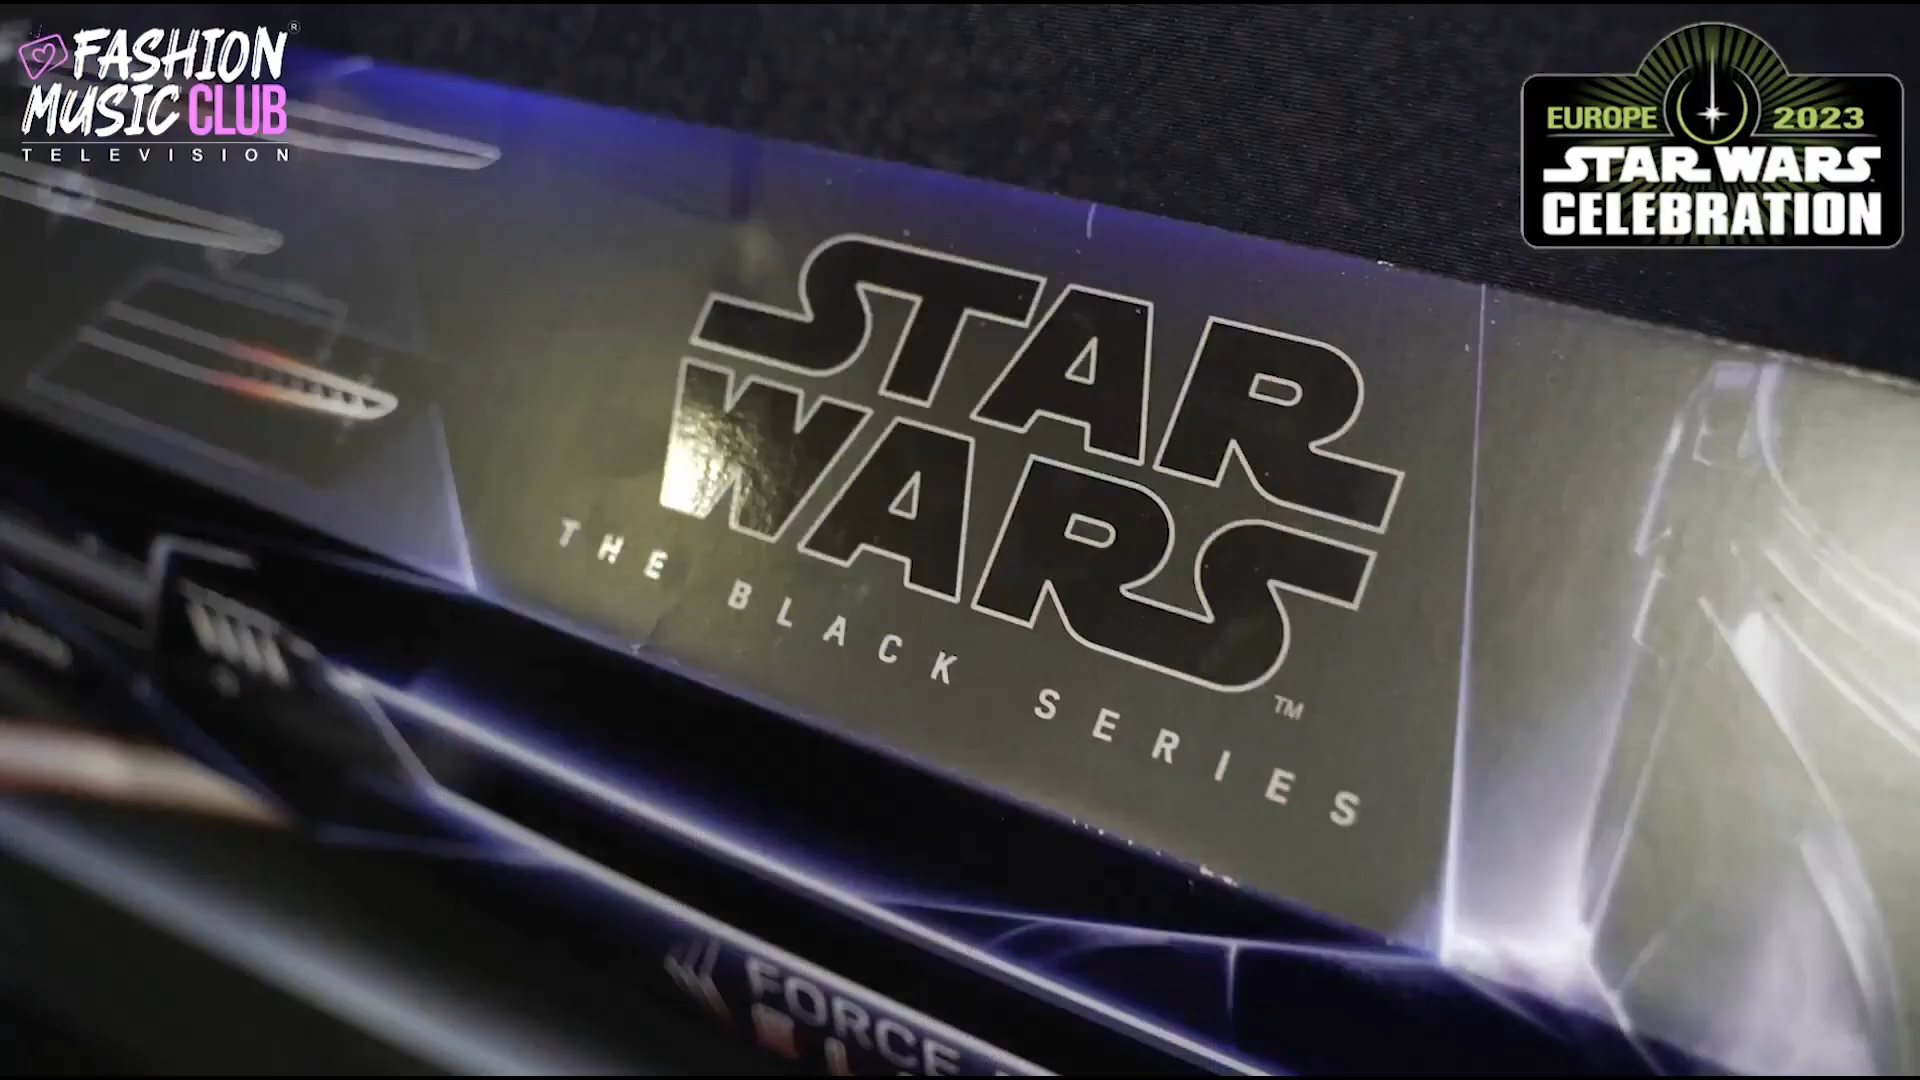 FASHION
MUSIC CLUB
TELEVISION
EUROPE 2023
STAR WARS
CELEBRATION
STAR
WARS
TM
THE BLACK SERIES
FORCE